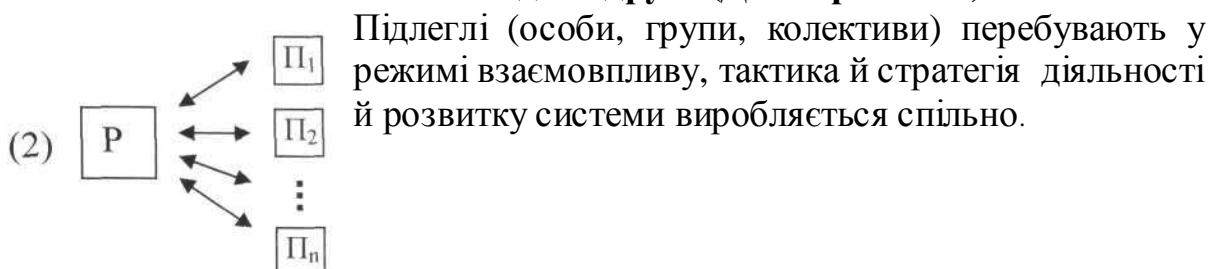 Підлеглі (особи, групи, колективи) перебувають у
режимі взаємовпливу, тактика й стратегія діяльності
й розвитку системи виробляється спільно.
(2) Р
П1
П2
⋮
Пn